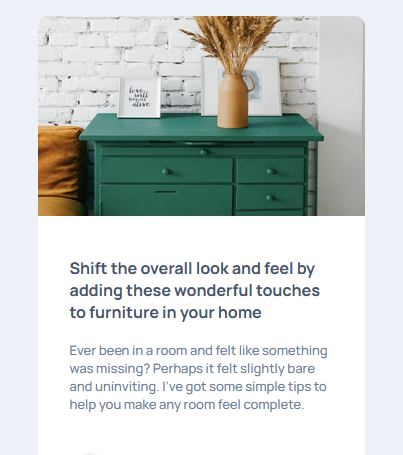 love
will
keep us
alive
Shift the overall look and feel by
adding these wonderful touches
to furniture in your home
Ever been in a room and felt like something
was missing? Perhaps it felt slightly bare
and uninviting. I've got some simple tips to
help you make any room feel complete.